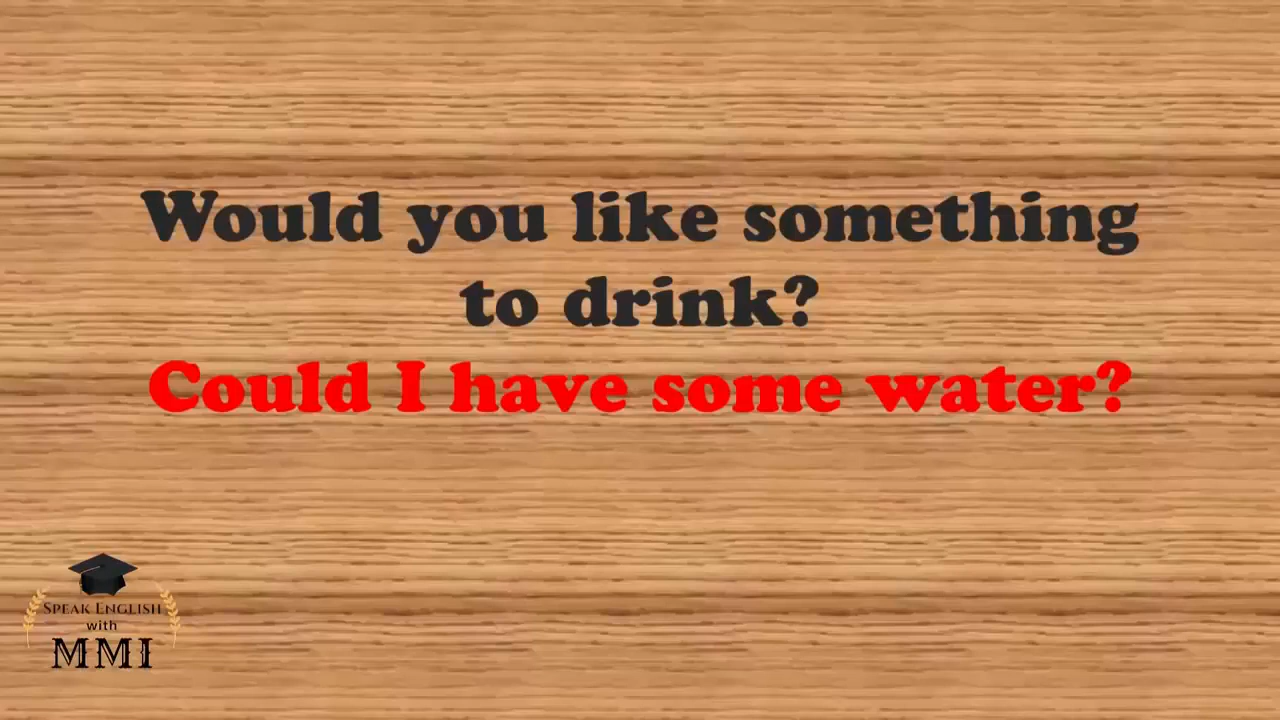 Would you like something
to drink?
Could I have some water?
SPEAK ENGLISH
with
MMI